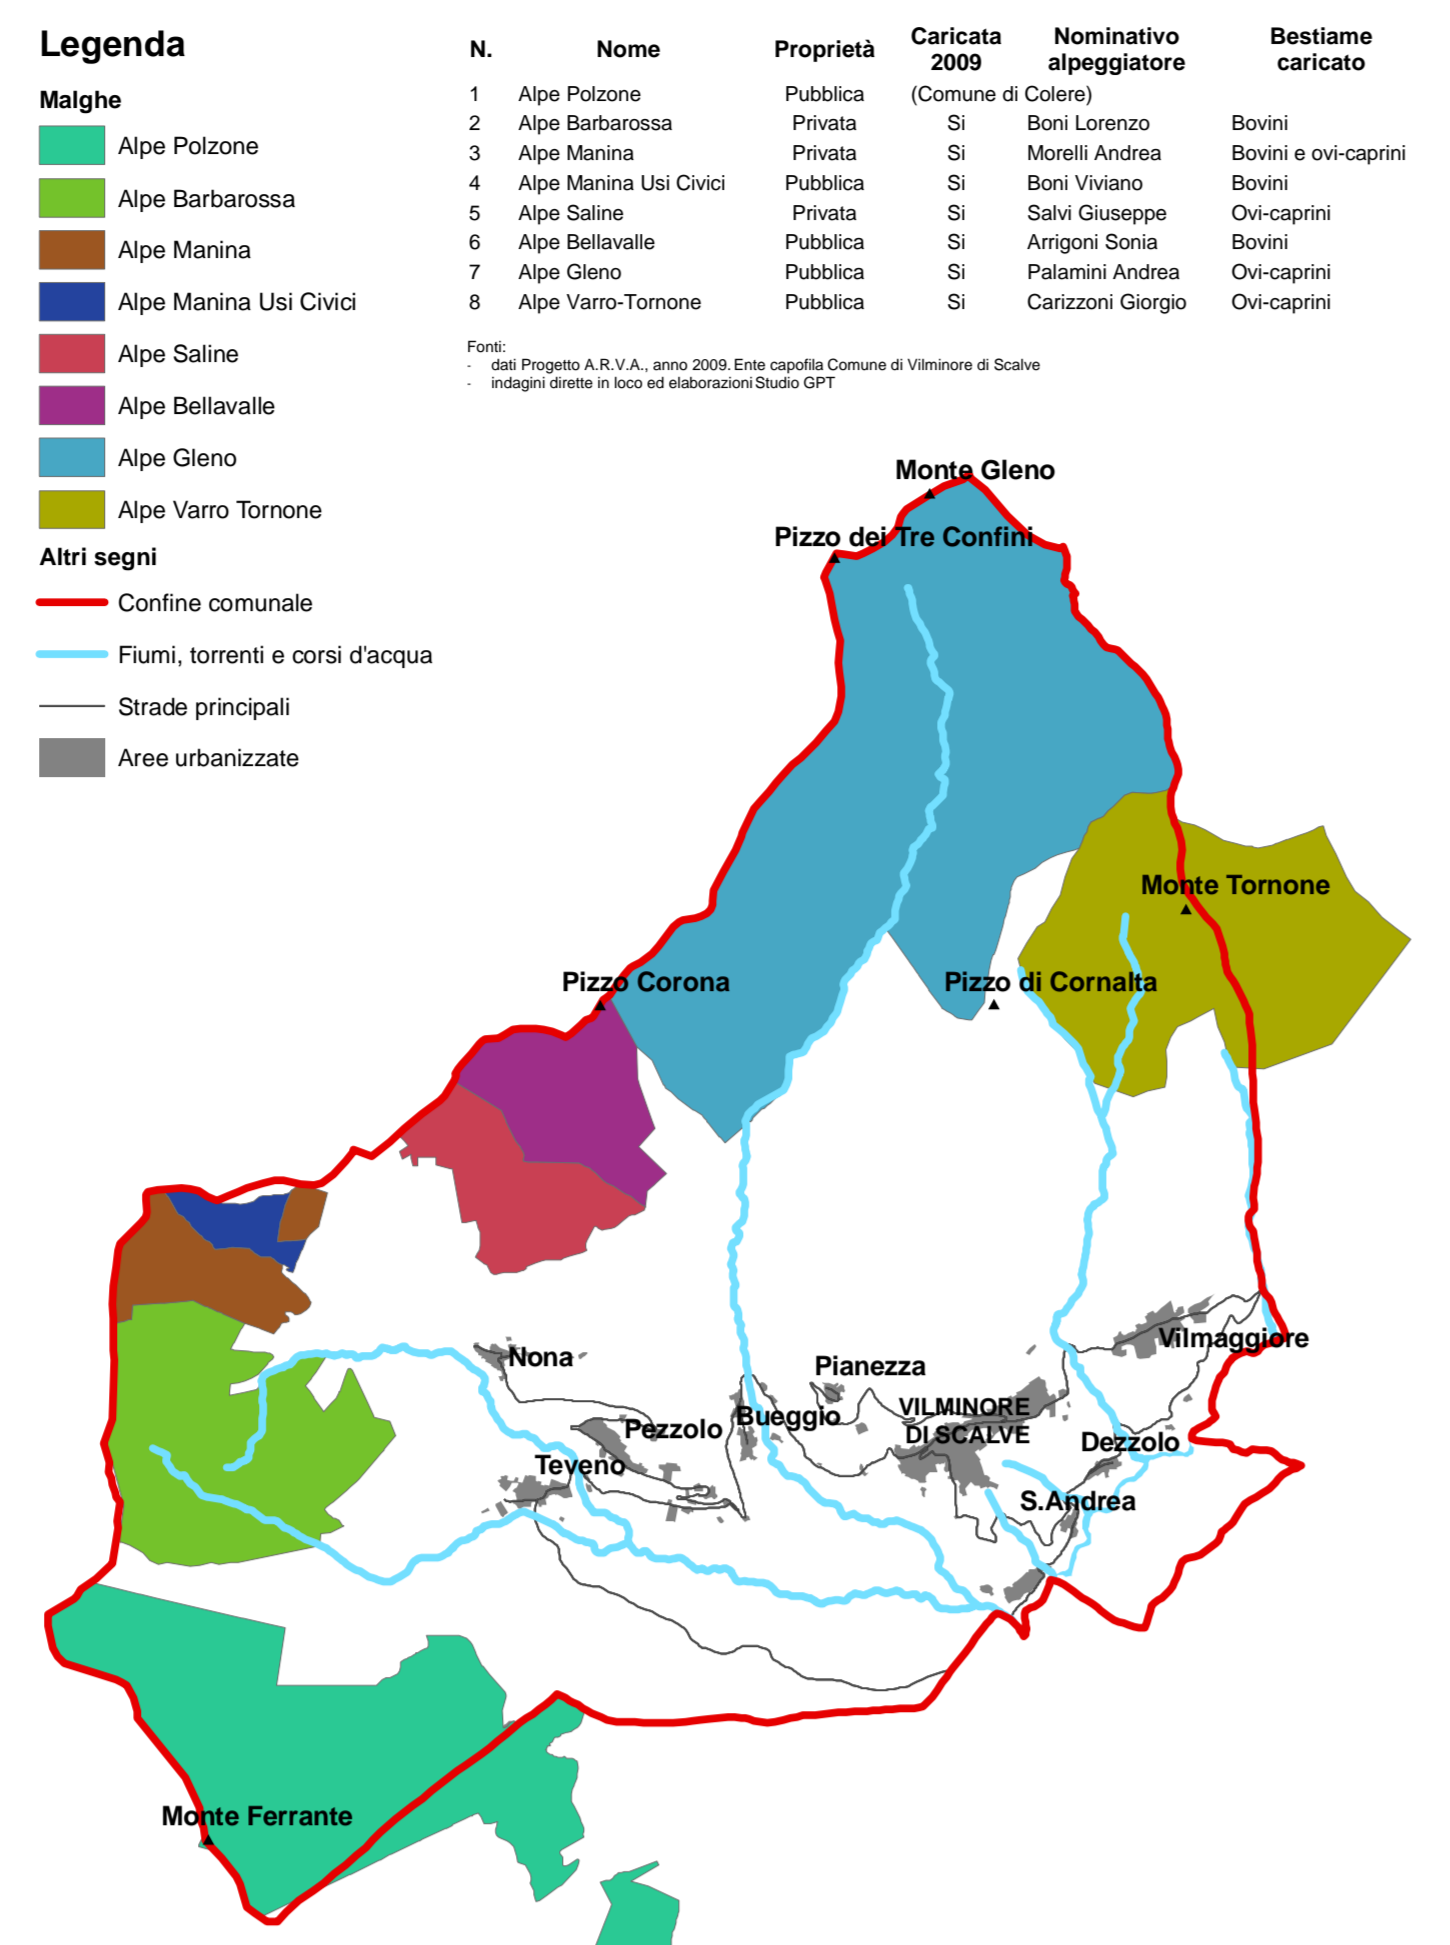 Legenda
Malghe
Alpe Polzone
Alpe Barbarossa
Alpe Manina
Alpe Manina Usi Civici
Alpe Saline
Alpe Bellavalle
Alpe Gleno
Alpe Varro Tornone
Altri segni
Confine comunale
Fiumi, torrenti e corsi d'acqua
Strade principali
Aree urbanizzate
N. Nome Proprietà Caricata 2009 Nominativo alpeggiatore Bestiame caricato
1 Alpe Polzone Pubblica (Comune di Colere)
2 Alpe Barbarossa Privata Si Boni Lorenzo Bovini
3 Alpe Manina Privata Si Morelli Andrea Bovini e ovi-caprini
4 Alpe Manina Usi Civici Pubblica Si Boni Viviano Bovini
5 Alpe Saline Privata Si Salvi Giuseppe Ovi-caprini
6 Alpe Bellavalle Pubblica Si Arrigoni Sonia Bovini
7 Alpe Gleno Pubblica Si Palamini Andrea Ovi-caprini
8 Alpe Varro-Tornone Pubblica Si Carizzoni Giorgio Ovi-caprini
Fonti:
- dati Progetto A.R.V.A., anno 2009. Ente capofila Comune di Vilminore di Scalve
- indagini dirette in loco ed elaborazioni Studio GPT
Monte Gleno
Pizzo dei Tre Confini
Monte Tornone
Pizzo Corona
Pizzo di Cornalta
Vilmaggiore
Nona
Pianezza
VILMINORE
DI SCALVE
Bueggio
Pezzolo
Dezzolo
Teveno
S.Andrea
Monte Ferrante